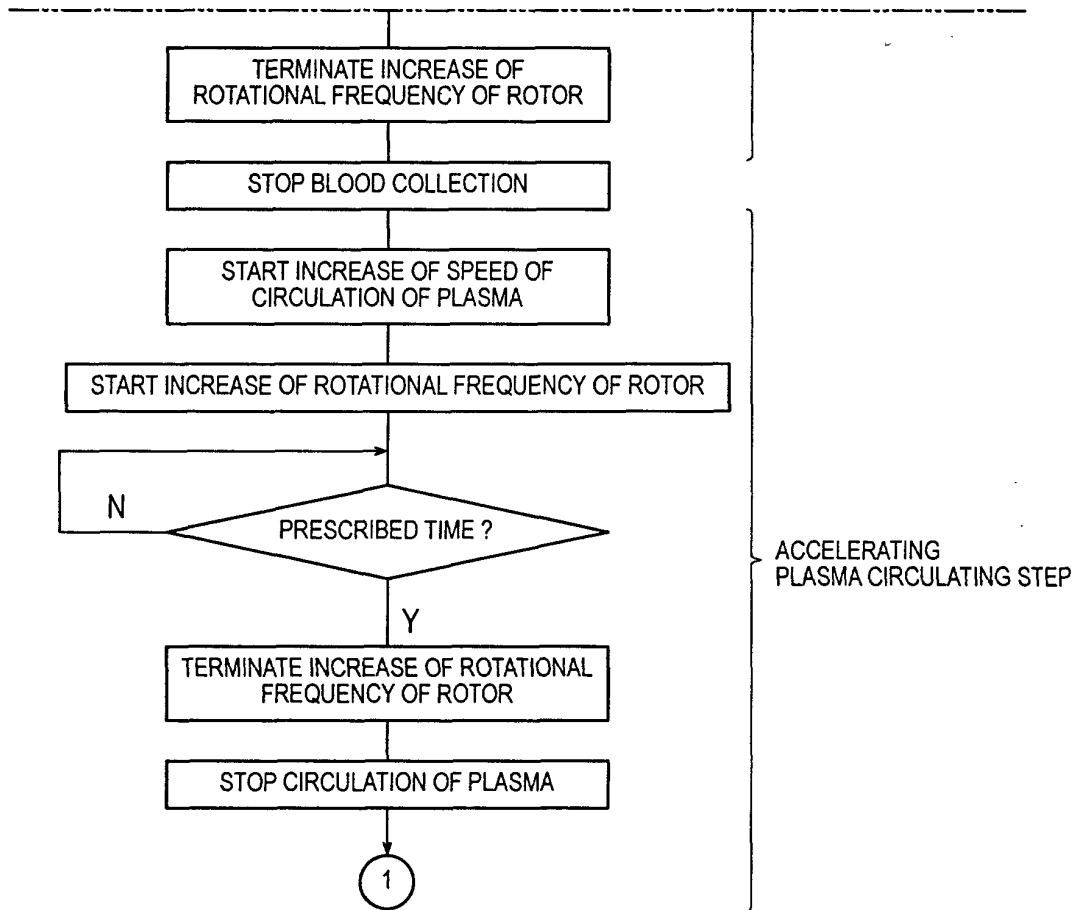 TERMINATE INCREASE OF
ROTATIONAL FREQUENCY OF ROTOR
STOP BLOOD COLLECTION
START INCREASE OF SPEED OF
CIRCULATION OF PLASMA
START INCREASE OF ROTATIONAL FREQUENCY OF ROTOR
N
PRESCRIBED TIME ?
Y
TERMINATE INCREASE OF ROTATIONAL
FREQUENCY OF ROTOR
STOP CIRCULATION OF PLASMA
1
ACCELERATING
PLASMA CIRCULATING STEP